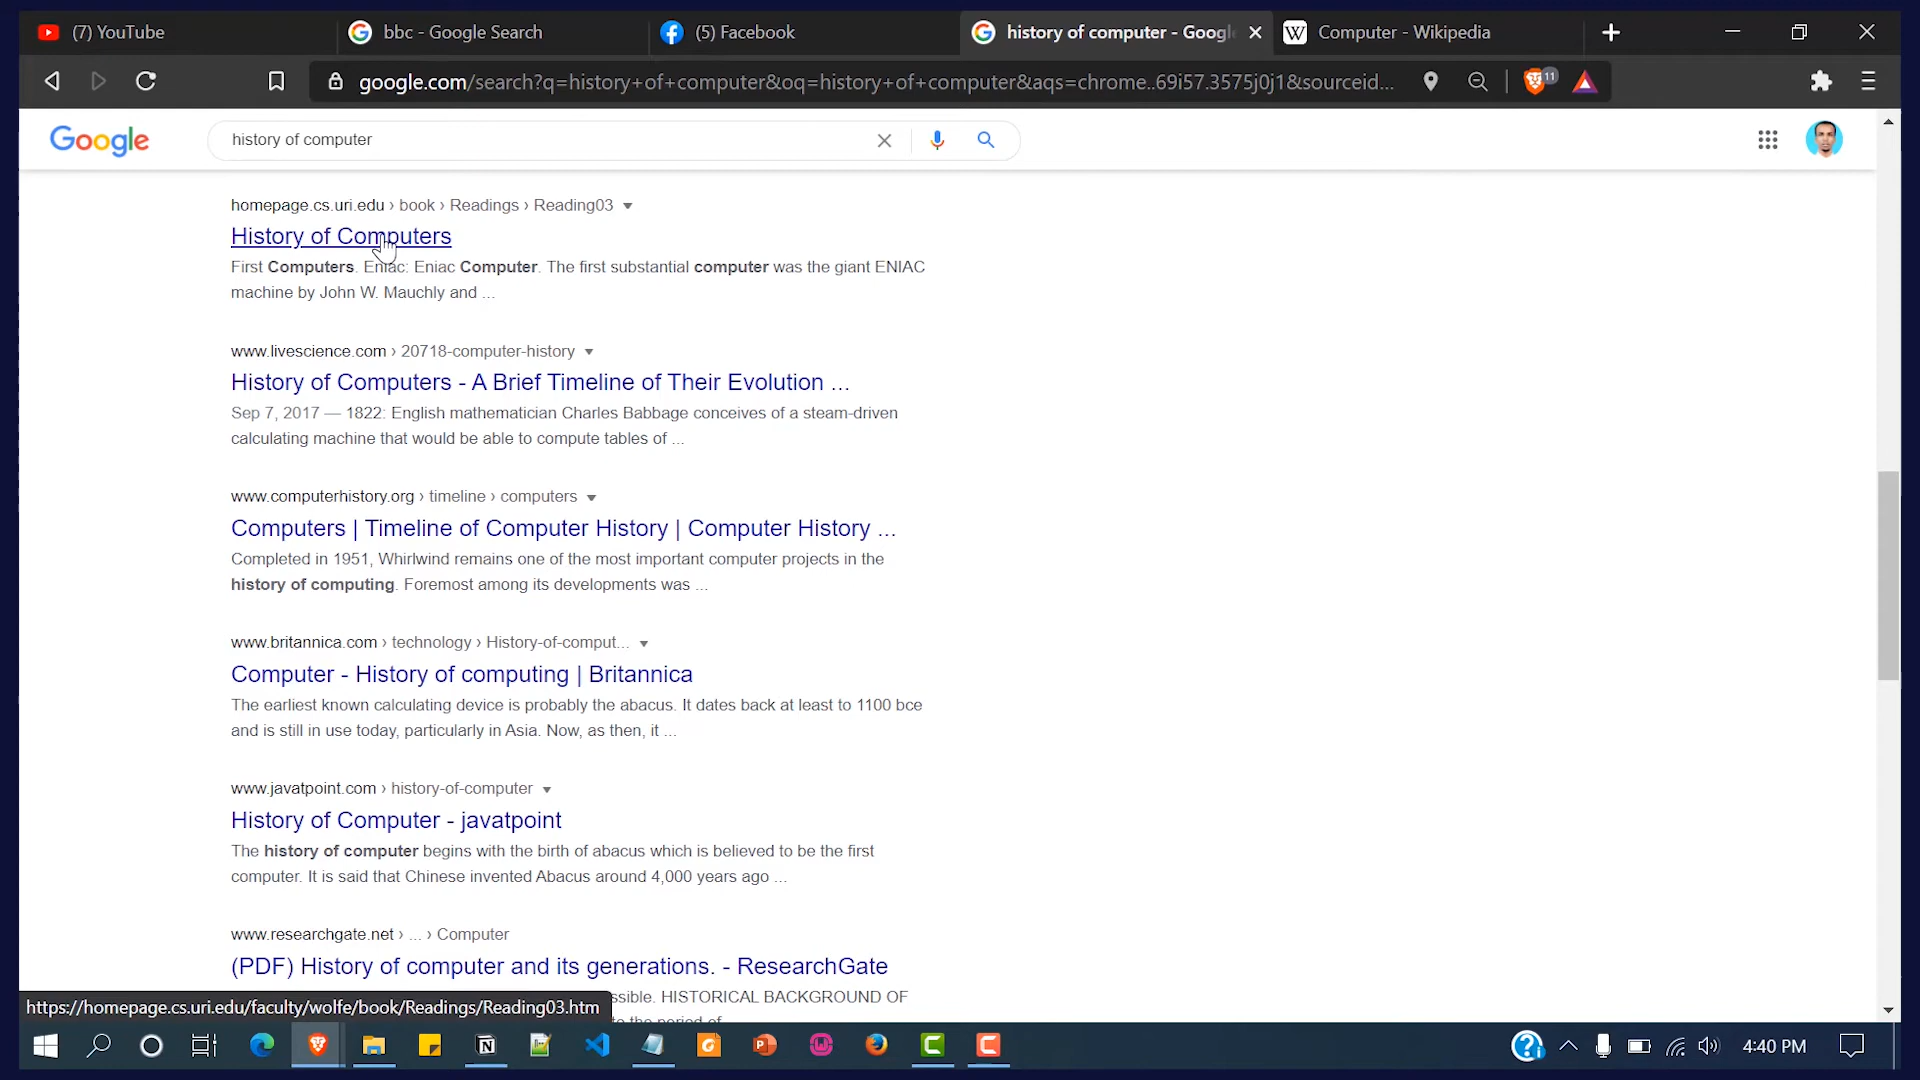 (7) YouTube
bbc - Google Search
(5) Facebook
history of computer - Googl
Computer - Wikipedia
google.com/search?q=history+of+computer&oq=history+of+computer&aqs=chrome..69i57.3575j0j1&sourceid...
11
Google
history of computer
homepage.cs.uri.edu › book › Readings › Reading03
History of Computers
First Computers. Eniac: Eniac Computer. The first substantial computer was the giant ENIAC
machine by John W. Mauchly and ...
www.livescience.com › 20718-computer-history
History of Computers - A Brief Timeline of Their Evolution ...
Sep 7, 2017 — 1822: English mathematician Charles Babbage conceives of a steam-driven
calculating machine that would be able to compute tables of ...
www.computerhistory.org › timeline › computers
Computers | Timeline of Computer History | Computer History ...
Completed in 1951, Whirlwind remains one of the most important computer projects in the
history of computing. Foremost among its developments was ...
www.britannica.com › technology › History-of-comput...
Computer - History of computing | Britannica
The earliest known calculating device is probably the abacus. It dates back at least to 1100 bce
and is still in use today, particularly in Asia. Now, as then, it ...
www.javatpoint.com › history-of-computer
History of Computer - javatpoint
The history of computer begins with the birth of abacus which is believed to be the first
computer. It is said that Chinese invented Abacus around 4,000 years ago ...
www.researchgate.net › ... › Computer
(PDF) History of computer and its generations. - ResearchGate
ssible. HISTORICAL BACKGROUND OF
https://homepage.cs.uri.edu/faculty/wolfe/book/Readings/Reading03.htm
to the period of
4:40 PM